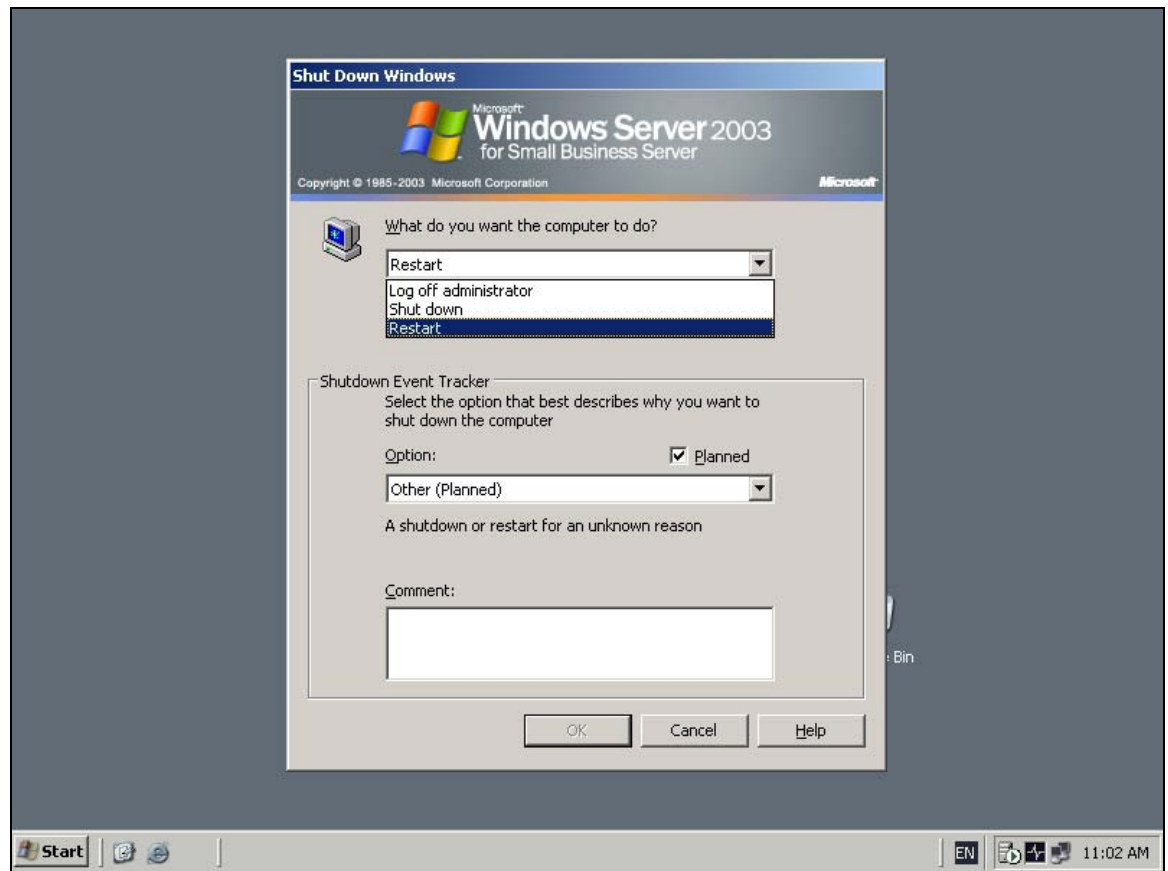 Shut Down Windows
Microsoft
Windows Server 2003
for Small Business Server
Copyright © 1985-2003 Microsoft Corporation
Microsoft
What do you want the computer to do?
Restart
Log off administrator
Shut down
Restart
Shutdown Event Tracker
Select the option that best describes why you want to
shut down the computer
Option:
Planned
Other (Planned)
A shutdown or restart for an unknown reason
Comment:
Bin
OK
Cancel
Help
Start
EN
11:02 AM